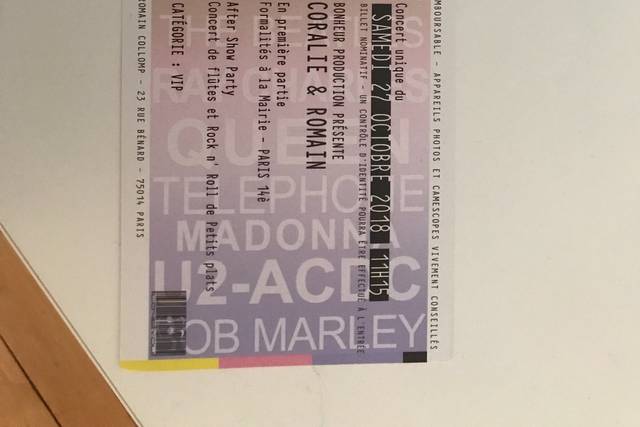 MBOURSABLE - APPAREILS PHOTOS ET CAMESCOPES VIVEMENT CONSEILLÉS
Concert unique du
SAMEDI 27 OCTOBRE 2018 11H15
BILLET NOMINATIF - UN CONTRÔLE D'IDENTITÉ POURRA ÊTRE EFFECTUÉ À L'ENTRÉE
BONHEUR PRODUCTION PRÉSENTE
CORALIE & ROMAIN
En première partie
Formalités à la Mairie - PARIS 14è
After Show Party
Concert de flûtes et Rock n' Roll de Petits plats
CATÉGORIE : VIP
ROMAIN COLLOMP - 23 RUE BÉNARD - 75014 PARIS
QUEEN
TELEPHONE
MADONNA
U2-ACDC
BOB MARLEY